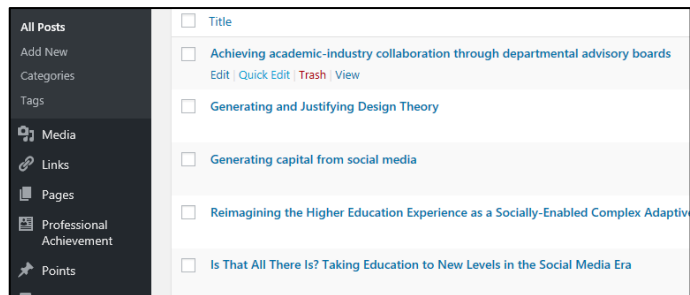 All Posts
Add New
Categories
Tags
Media
Links
Pages
Professional
Achievement
Points
Title
Achieving academic-industry collaboration through departmental advisory boards
Edit | Quick Edit | Trash | View
Generating and Justifying Design Theory
Generating capital from social media
Reimagining the Higher Education Experience as a Socially-Enabled Complex Adaptive
Is That All There Is? Taking Education to New Levels in the Social Media Era